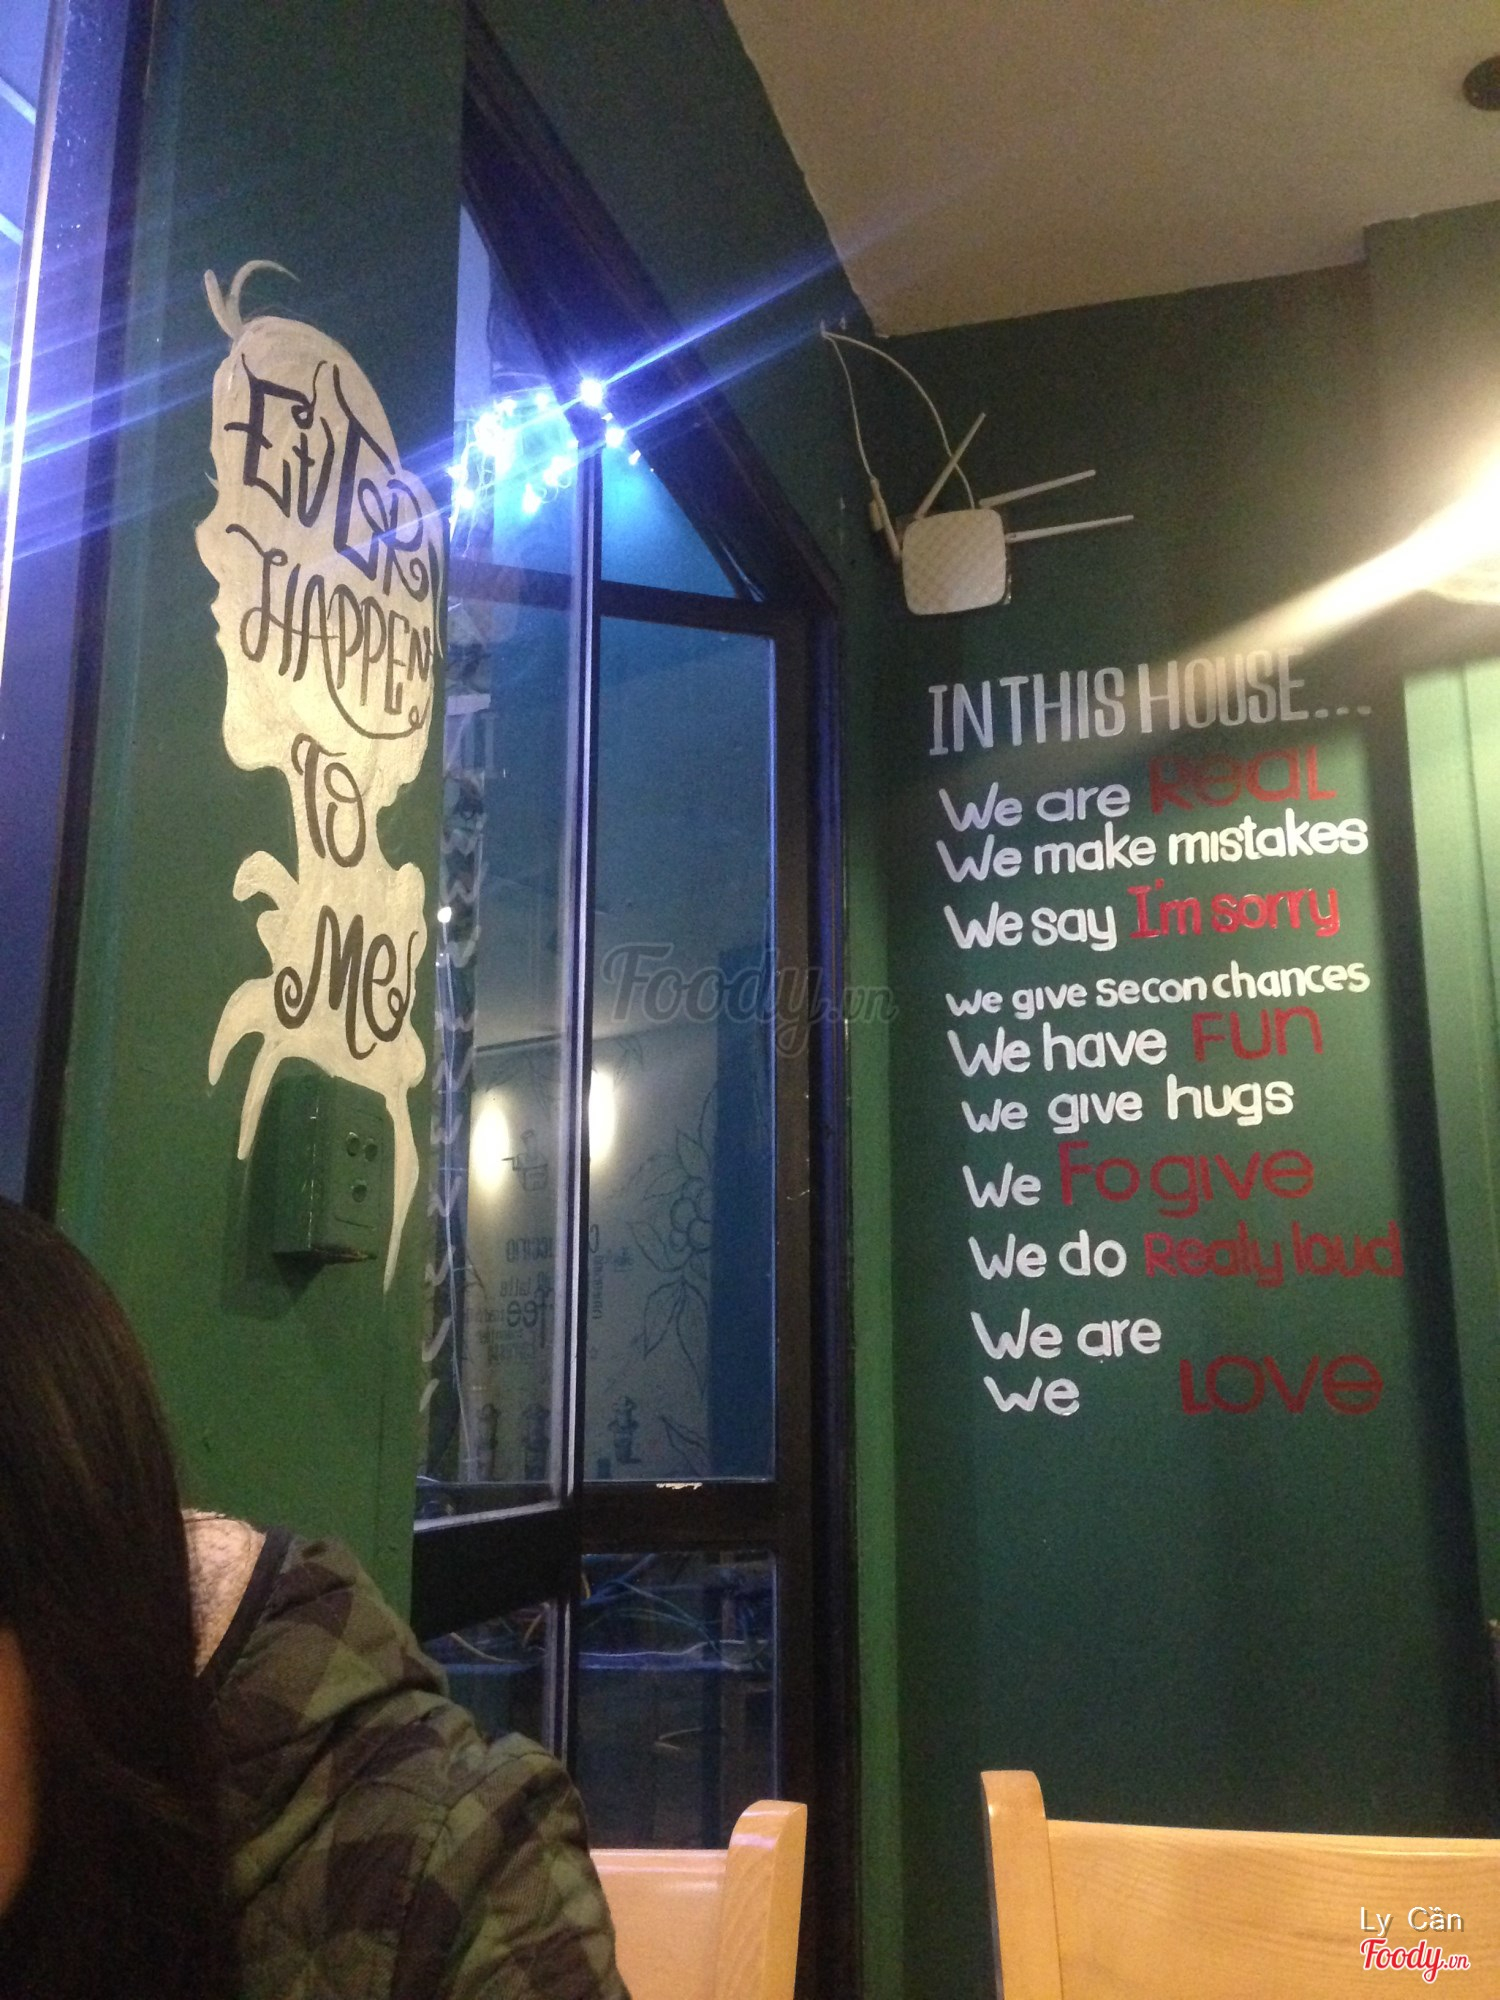 EVER
HAPPEN
To
Me
IN THIS HOUSE...
We are ReaL
We make mistakes
We say I'm sorry
we give secon chances
We have FUN
we give hugs
We Fogive
We do Realy loud
We are
we LOVe
Foody.vn
Ly Cần
Foody.vn